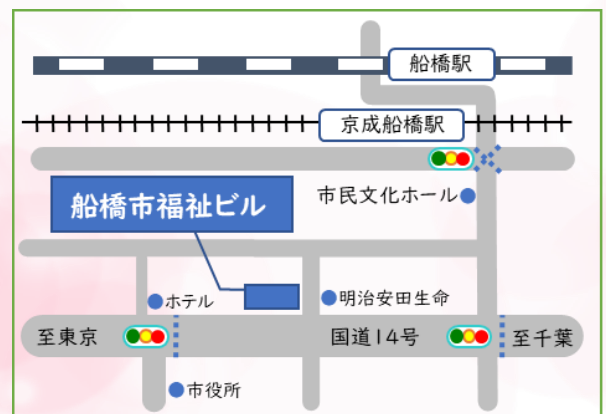 船橋駅
京成船橋駅
船橋市福祉ビル
市民文化ホール
ホテル
明治安田生命
至東京
国道14号
至千葉
市役所